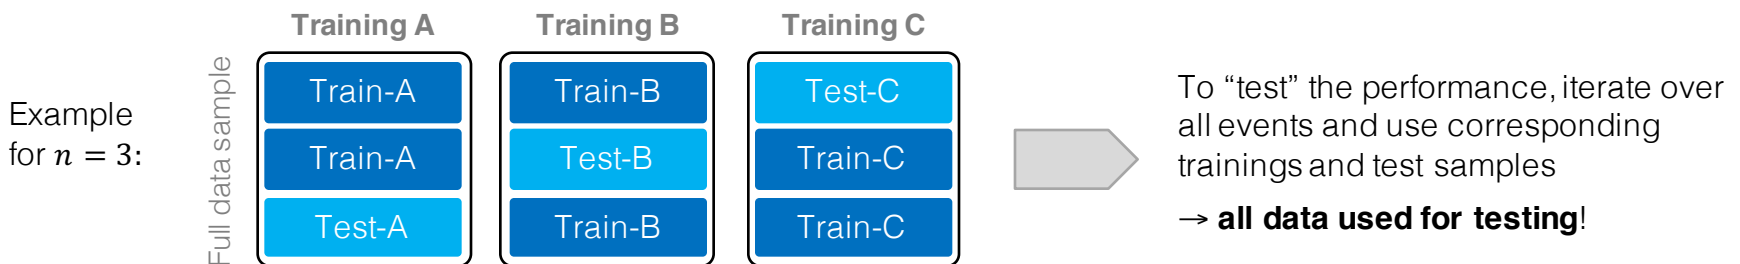 Training A
Training B
Training C
Example
for n = 3:
Full data sample
Train-A
Train-A
Test-A
Train-B
Test-B
Train-B
Test-C
Train-C
Train-C
To “test” the performance, iterate over
all events and use corresponding
trainings and test samples
→ all data used for testing!